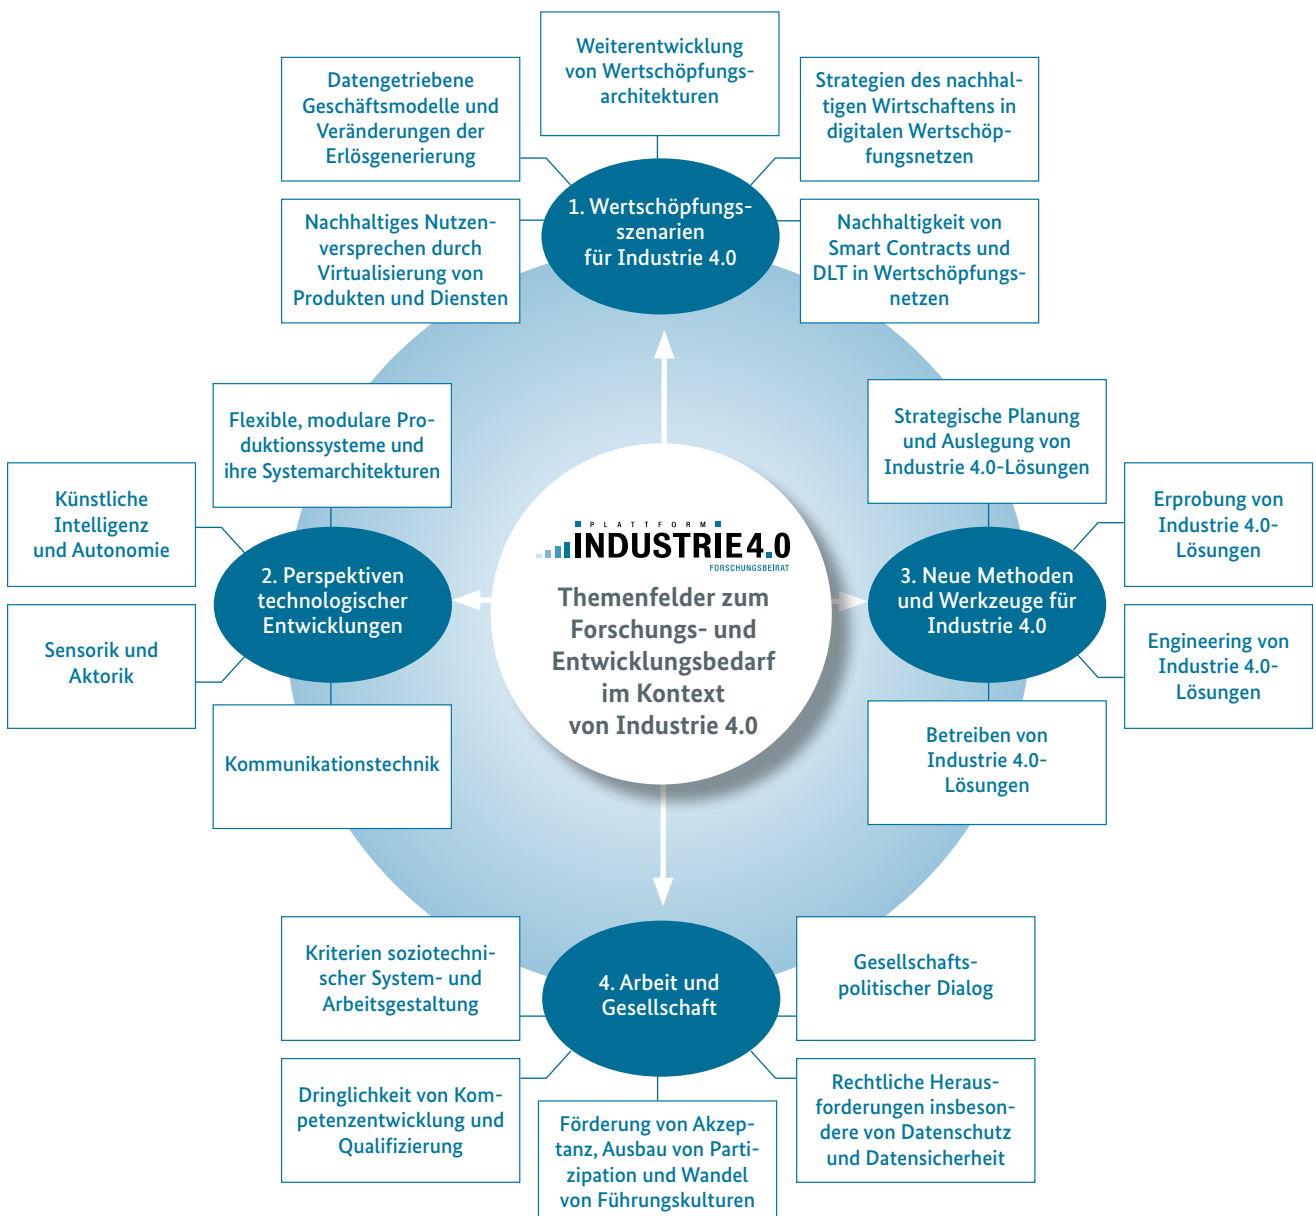 Weiterentwicklung
von Wertschöpfungs-
architekturen
Datengetriebene
Geschäftsmodelle und
Veränderungen der
Erlösgenerierung
Strategien des nachhal-
tigen Wirtschaftens in
digitalen Wertschöp-
fungsnetzen
1. Wertschöpfungs-
szenarien
für Industrie 4.0
Nachhaltiges Nutzen-
versprechen durch
Virtualisierung von
Produkten und Diensten
Nachhaltigkeit von
Smart Contracts und
DLT in Wertschöpfungs-
netzen
Flexible, modulare Pro-
duktionssysteme und
ihre Systemarchitekturen
Künstliche
Intelligenz
und Autonomie
2. Perspektiven
technologischer
Entwicklungen
Sensorik und
Aktorik
Kommunikationstechnik
PLATTFORM
INDUSTRIE 4.0
FORSCHUNGSBEIRAT
Themenfelder zum
Forschungs- und
Entwicklungsbedarf
im Kontext
von Industrie 4.0
Strategische Planung
und Auslegung von
Industrie 4.0-Lösungen
Erprobung von
Industrie 4.0-
Lösungen
3. Neue Methoden
und Werkzeuge für
Industrie 4.0
Engineering von
Industrie 4.0-
Lösungen
Betreiben von
Industrie 4.0-
Lösungen
Kriterien soziotechni-
scher System- und
Arbeitsgestaltung
4. Arbeit und
Gesellschaft
Gesellschafts-
politischer Dialog
Dringlichkeit von Kom-
petenzentwicklung und
Qualifizierung
Förderung von Akzep-
tanz, Ausbau von Parti-
zipation und Wandel
von Führungskulturen
Rechtliche Heraus-
forderungen insbeson-
dere von Datenschutz
und Datensicherheit